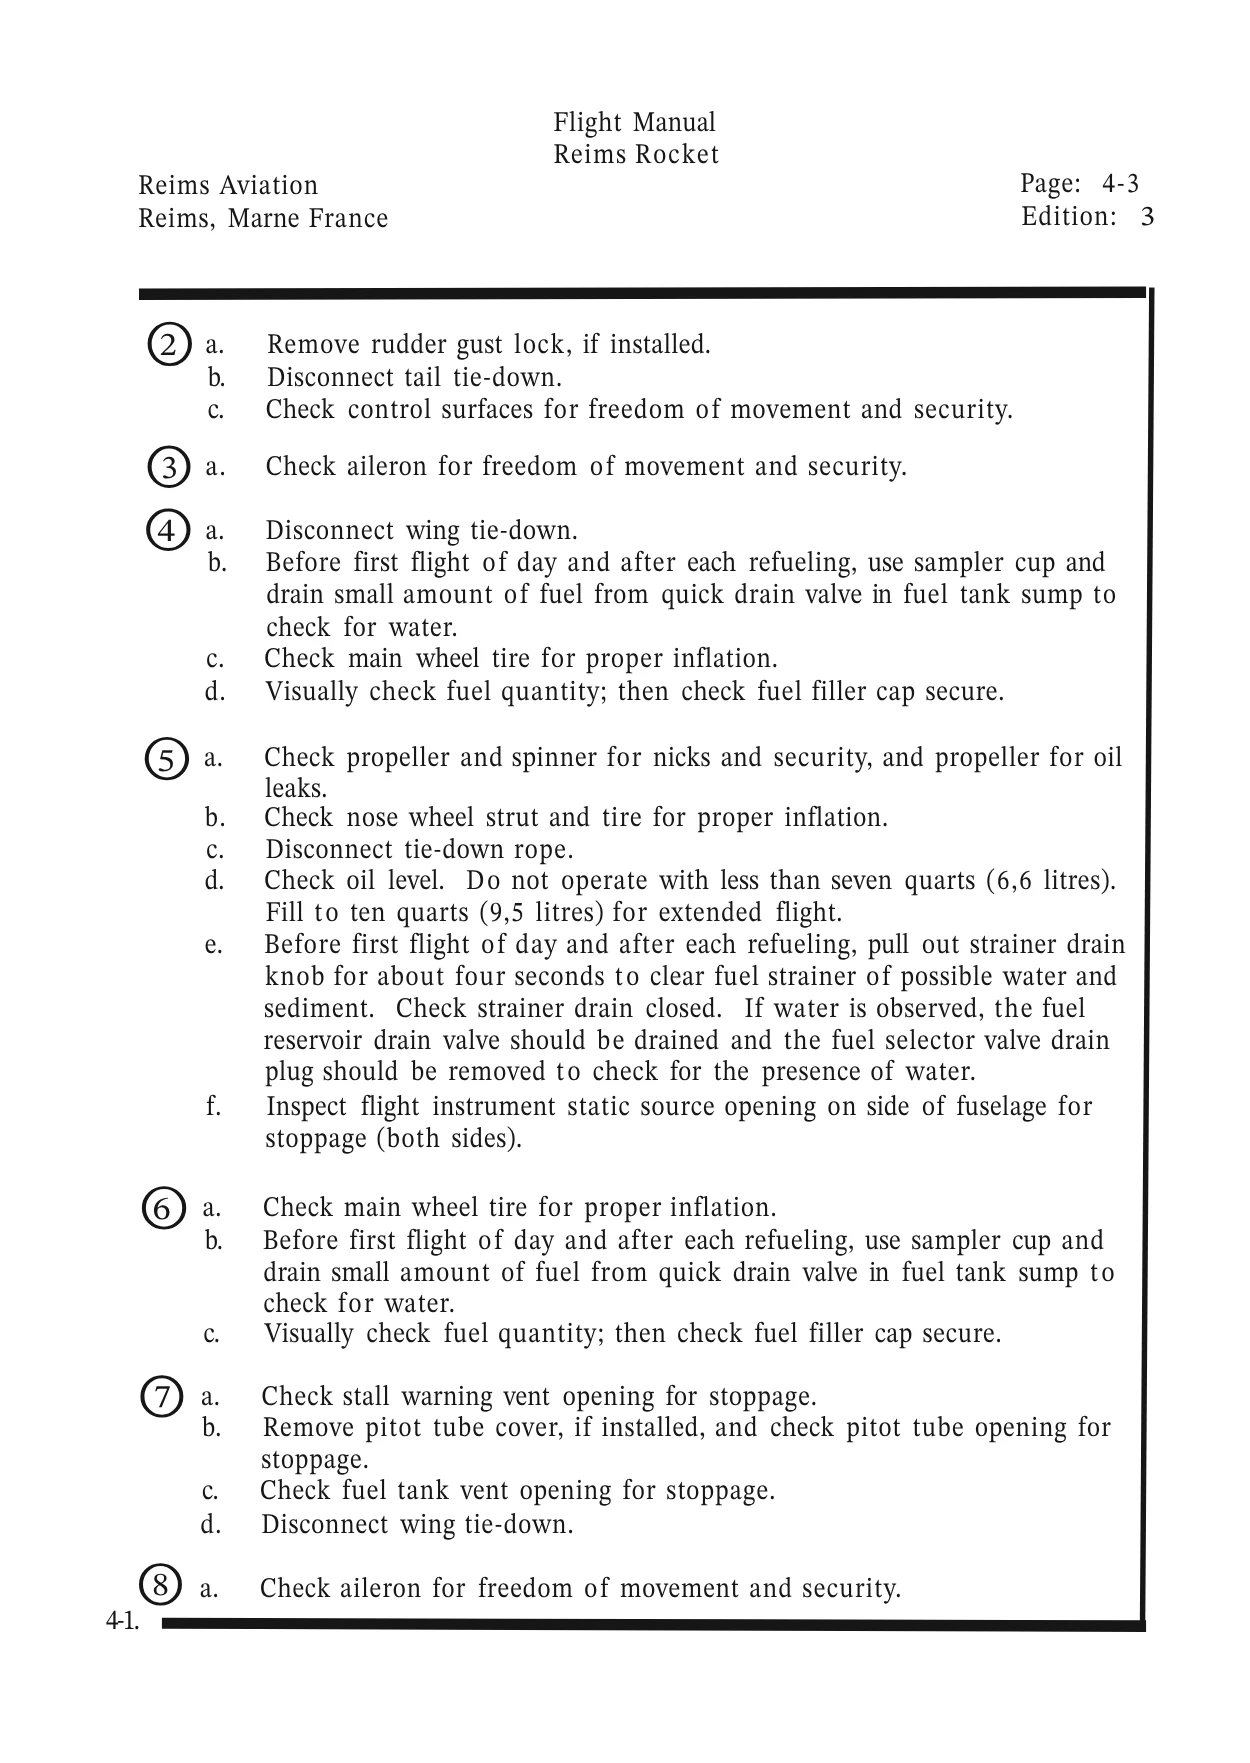 Flight Manual
Reims Rocket
Reims Aviation
Reims, Marne France
Page: 4-3
Edition: 3
2 a. Remove rudder gust lock, if installed.
b. Disconnect tail tie-down.
c. Check control surfaces for freedom of movement and security.
3 a. Check aileron for freedom of movement and security.
4 a. Disconnect wing tie-down.
b. Before first flight of day and after each refueling, use sampler cup and
drain small amount of fuel from quick drain valve in fuel tank sump to
check for water.
c. Check main wheel tire for proper inflation.
d. Visually check fuel quantity; then check fuel filler cap secure.
5 a. Check propeller and spinner for nicks and security, and propeller for oil
leaks.
b. Check nose wheel strut and tire for proper inflation.
c. Disconnect tie-down rope.
d. Check oil level. Do not operate with less than seven quarts (6,6 litres).
Fill to ten quarts (9,5 litres) for extended flight.
e. Before first flight of day and after each refueling, pull out strainer drain
knob for about four seconds to clear fuel strainer of possible water and
sediment. Check strainer drain closed. If water is observed, the fuel
reservoir drain valve should be drained and the fuel selector valve drain
plug should be removed to check for the presence of water.
f. Inspect flight instrument static source opening on side of fuselage for
stoppage (both sides).
6 a. Check main wheel tire for proper inflation.
b. Before first flight of day and after each refueling, use sampler cup and
drain small amount of fuel from quick drain valve in fuel tank sump to
check for water.
c. Visually check fuel quantity; then check fuel filler cap secure.
7 a. Check stall warning vent opening for stoppage.
b. Remove pitot tube cover, if installed, and check pitot tube opening for
stoppage.
c. Check fuel tank vent opening for stoppage.
d. Disconnect wing tie-down.
8 a. Check aileron for freedom of movement and security.
4-1.